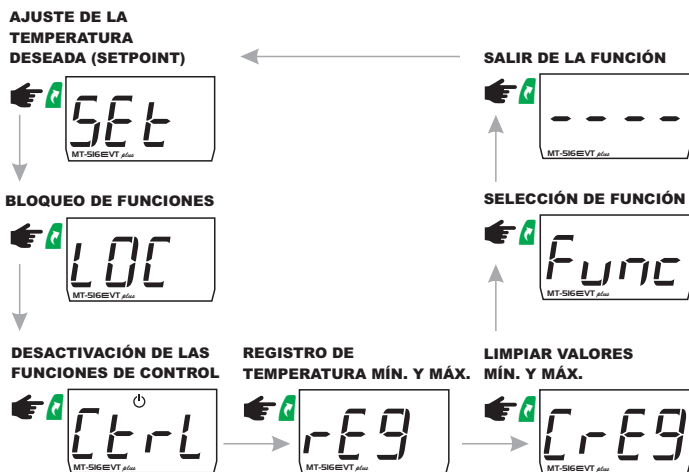 AJUSTE DE LA
TEMPERATURA
DESEADA (SETPOINT)
SEt
MT-516EVT plus
BLOQUEO DE FUNCIONES
LOC
MT-516EVT plus
DESACTIVACIÓN DE LAS
FUNCIONES DE CONTROL
Ctrl
MT-516EVT plus
REGISTRO DE
TEMPERATURA MÍN. Y MÁX.
rEg
MT-516EVT plus
LIMPIAR VALORES
MÍN. Y MÁX.
CrEg
MT-516EVT plus
SELECCIÓN DE FUNCIÓN
Func
MT-516EVT plus
SALIR DE LA FUNCIÓN
- - - -
MT-516EVT plus